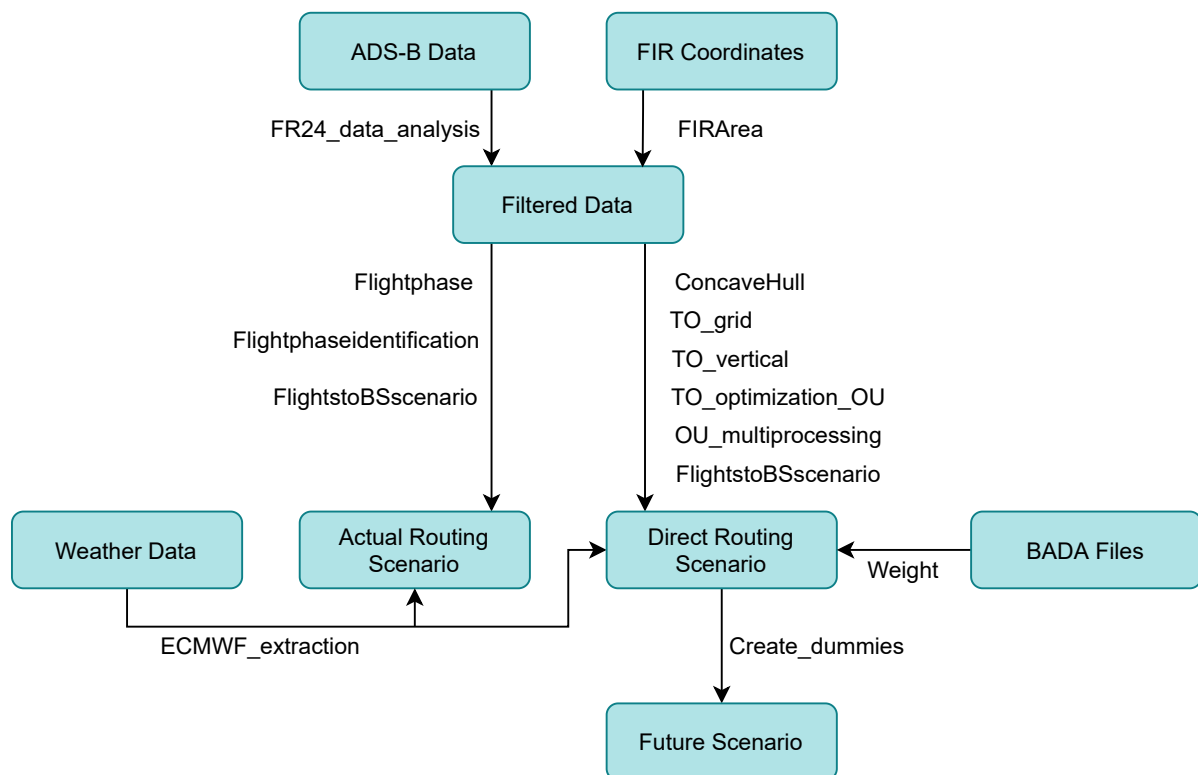 ADS-B Data
FIR Coordinates
FR24_data_analysis
FIRArea
Filtered Data
Flightphase
Flightphaseidentification
FlightstoBSscenario
ConcaveHull
TO_grid
TO_vertical
TO_optimization_OU
OU_multiprocessing
FlightstoBSscenario
Weather Data
Actual Routing
Scenario
Direct Routing
Scenario
BADA Files
Weight
ECMWF_extraction
Create_dummies
Future Scenario